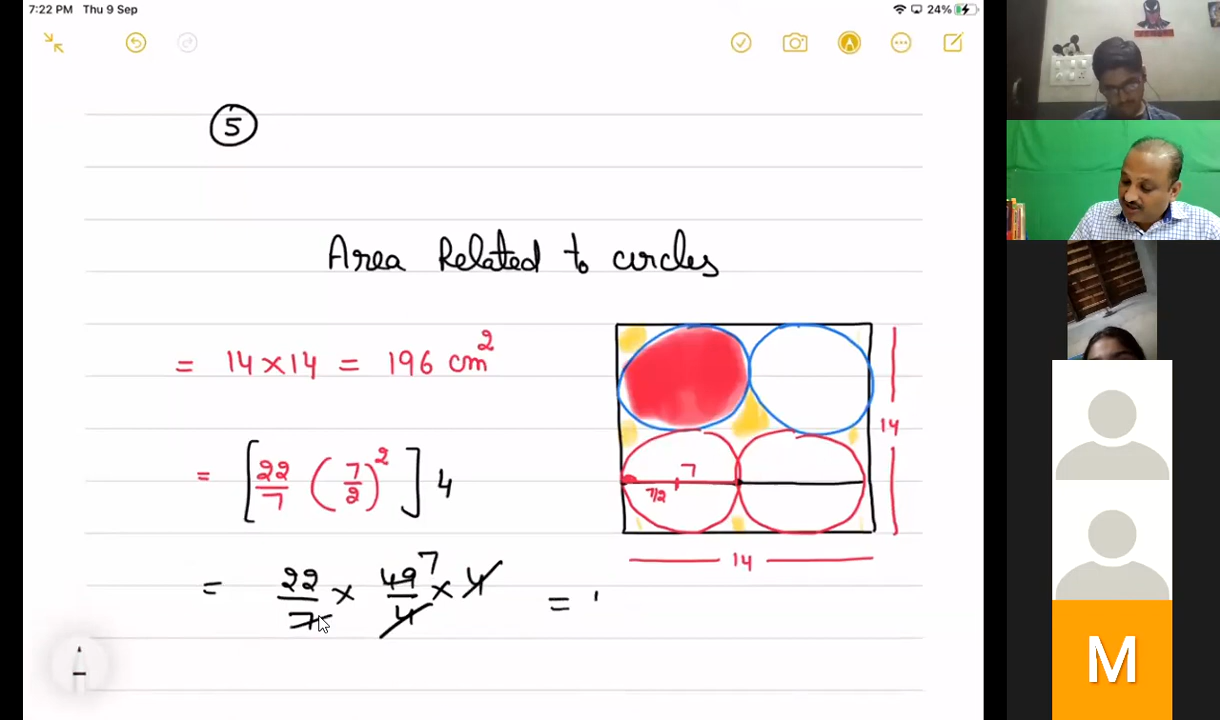 7:22 PM Thu 9 Sep
24%
5
Area Related to circles
= 14 × 14 = 196 cm²
= [22/7 (7/2)²] 4
7
7/2
14
14
= 22/7 × 49/4 7 × 4 =
M